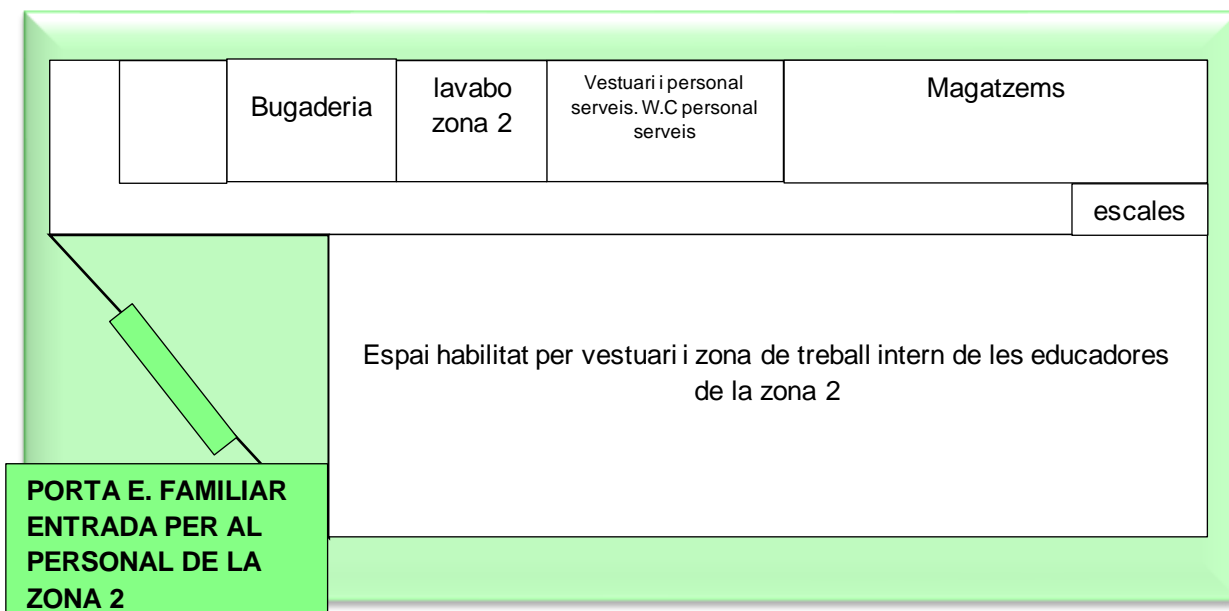 Bugaderia
lavabo
zona 2
Vestuari i personal
serveis. W.C personal
serveis
Magatzems
escales
Espai habilitat per vestuari i zona de treball intern de les educadores
de la zona 2
PORTA E. FAMILIAR
ENTRADA PER AL
PERSONAL DE LA
ZONA 2